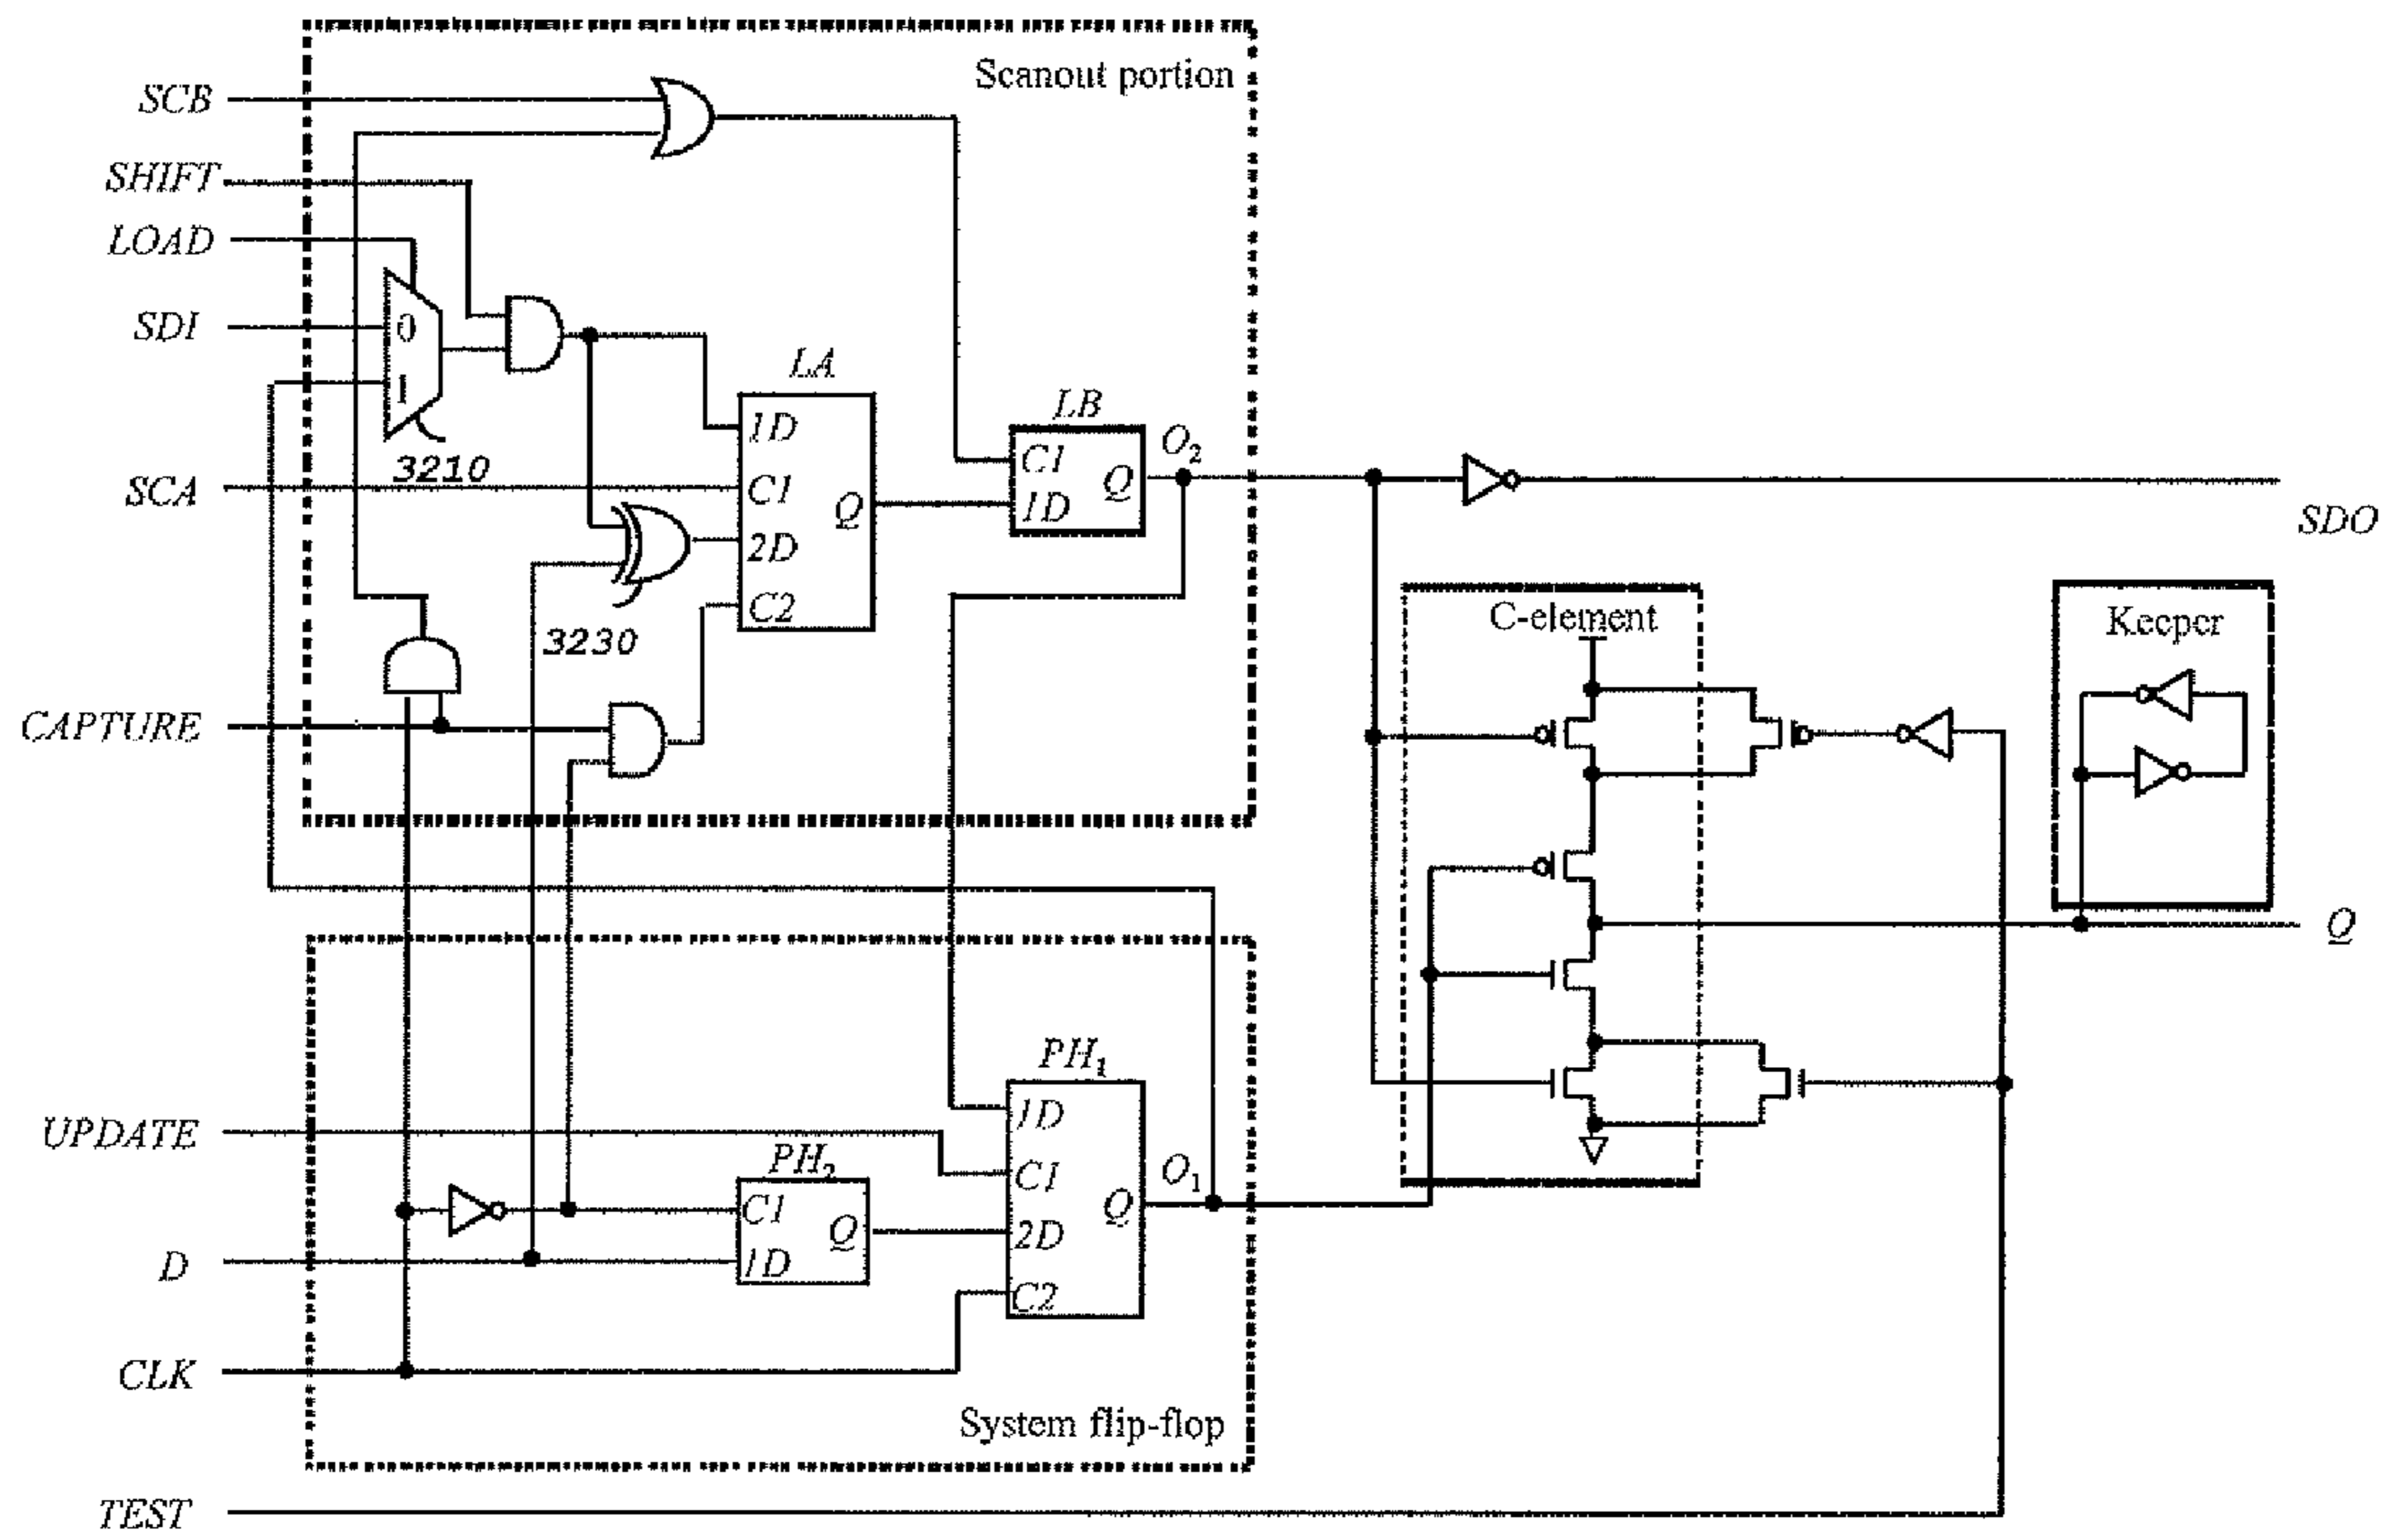 Scanout portion
SCB
SHIFT
LOAD
SDI
0
1
3210
SCA
LA
1D
C1
2D
C2
Q
LB
C1
1D
Q
O2
SDO
3230
CAPTURE
C-element
Keeper
Q
UPDATE
PH2
C1
1D
Q
PH1
1D
C1
2D
C2
Q
O1
D
CLK
System flip-flop
TEST